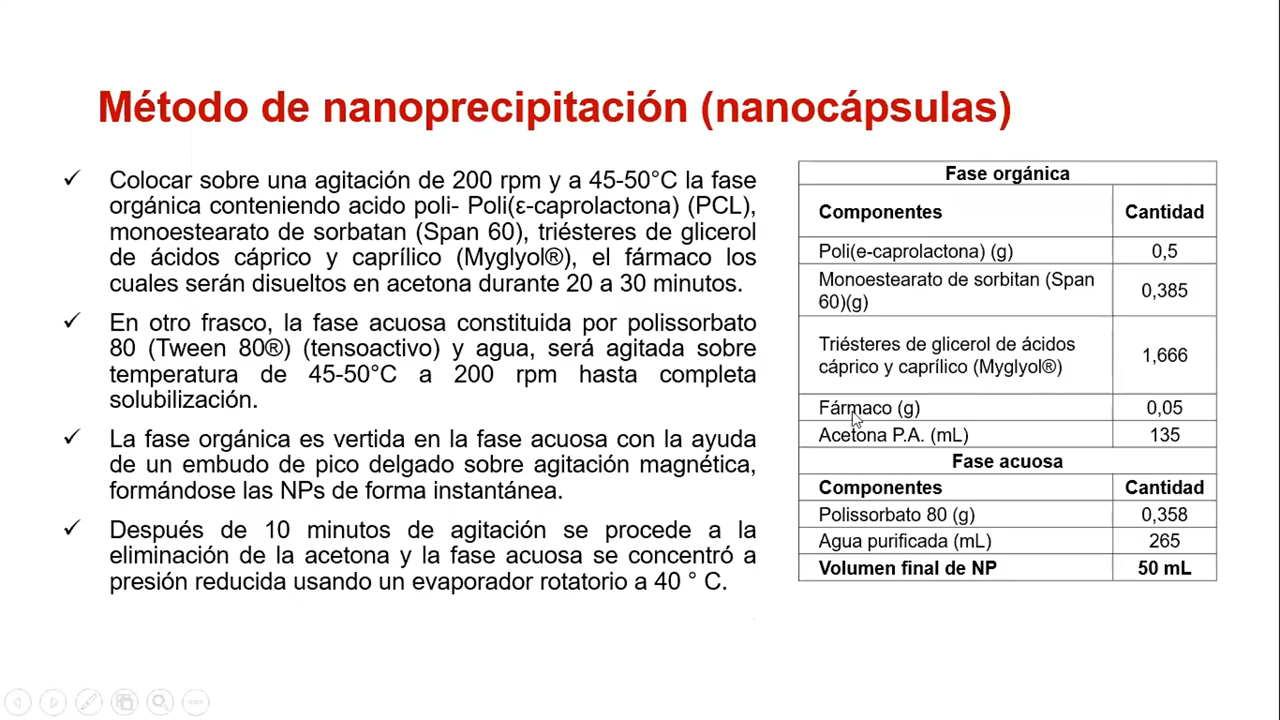 Método de nanoprecipitación (nanocápsulas)
✓ Colocar sobre una agitación de 200 rpm y a 45-50°C la fase
orgánica conteniendo acido poli- Poli(ε-caprolactona) (PCL),
monoestearato de sorbatan (Span 60), triésteres de glicerol
de ácidos cáprico y caprílico (Myglyol®), el fármaco los
cuales serán disueltos en acetona durante 20 a 30 minutos.
✓ En otro frasco, la fase acuosa constituida por polissorbato
80 (Tween 80®) (tensoactivo) y agua, será agitada sobre
temperatura de 45-50°C a 200 rpm hasta completa
solubilización.
✓ La fase orgánica es vertida en la fase acuosa con la ayuda
de un embudo de pico delgado sobre agitación magnética,
formándose las NPs de forma instantánea.
✓ Después de 10 minutos de agitación se procede a la
eliminación de la acetona y la fase acuosa se concentró a
presión reducida usando un evaporador rotatorio a 40 ° C.
Fase orgánica
Componentes Cantidad
Poli(e-caprolactona) (g) 0,5
Monoestearato de sorbitan (Span
60)(g) 0,385
Triésteres de glicerol de ácidos
cáprico y caprílico (Myglyol®) 1,666
Fármaco (g) 0,05
Acetona P.A. (mL) 135
Fase acuosa
Componentes Cantidad
Polissorbato 80 (g) 0,358
Agua purificada (mL) 265
Volumen final de NP 50 mL